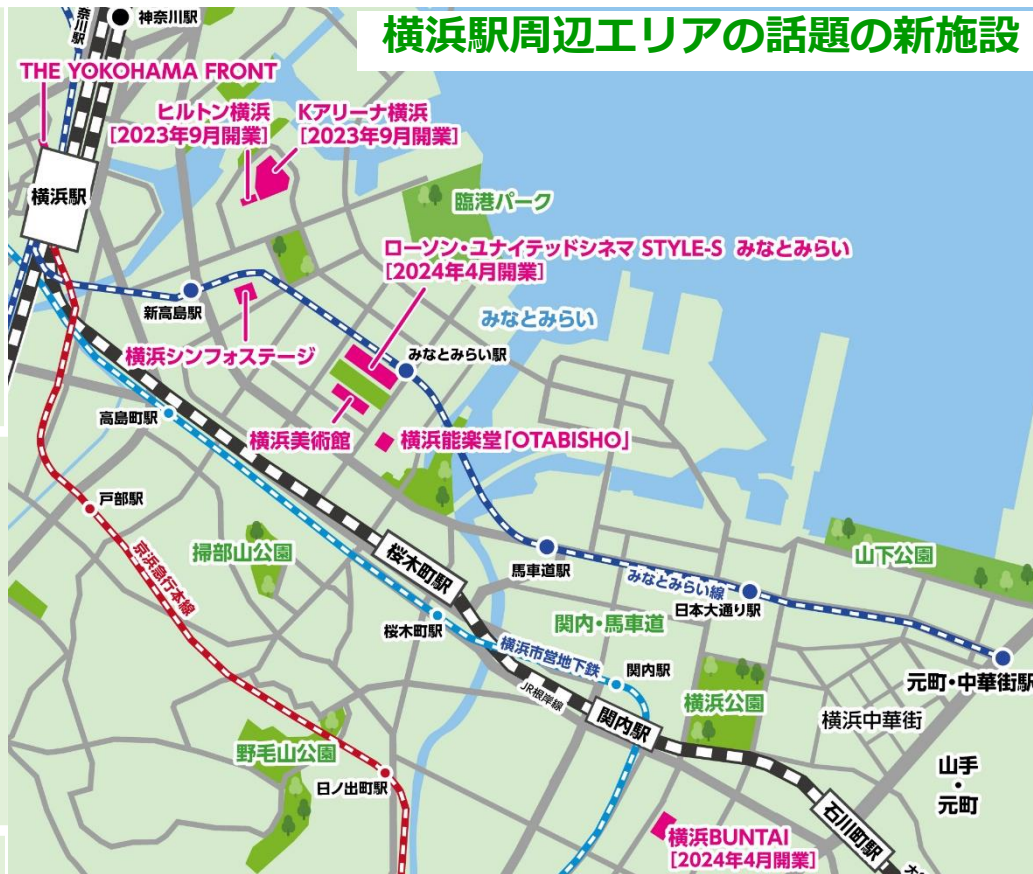 横浜駅周辺エリアの話題の新施設
神奈川駅
奈川駅
THE YOKOHAMA FRONT
ヒルトン横浜
[2023年9月開業]
Kアリーナ横浜
[2023年9月開業]
横浜駅
臨港パーク
ローソン・ユナイテッドシネマ STYLE-S みなとみらい
[2024年4月開業]
新高島駅
みなとみらい
横浜シンフォステージ
みなとみらい駅
高島町駅
横浜美術館
横浜能楽堂「OTABISHO」
戸部駅
京浜急行本線
掃部山公園
桜木町駅
馬車道駅
山下公園
みなとみらい線
日本大通り駅
桜木町駅
関内・馬車道
横浜市営地下鉄
関内駅
JR根岸線
元町・中華街駅
横浜公園
関内駅
横浜中華街
野毛山公園
山手
・
元町
日ノ出町駅
石川町駅
横浜BUNTAI
[2024年4月開業]